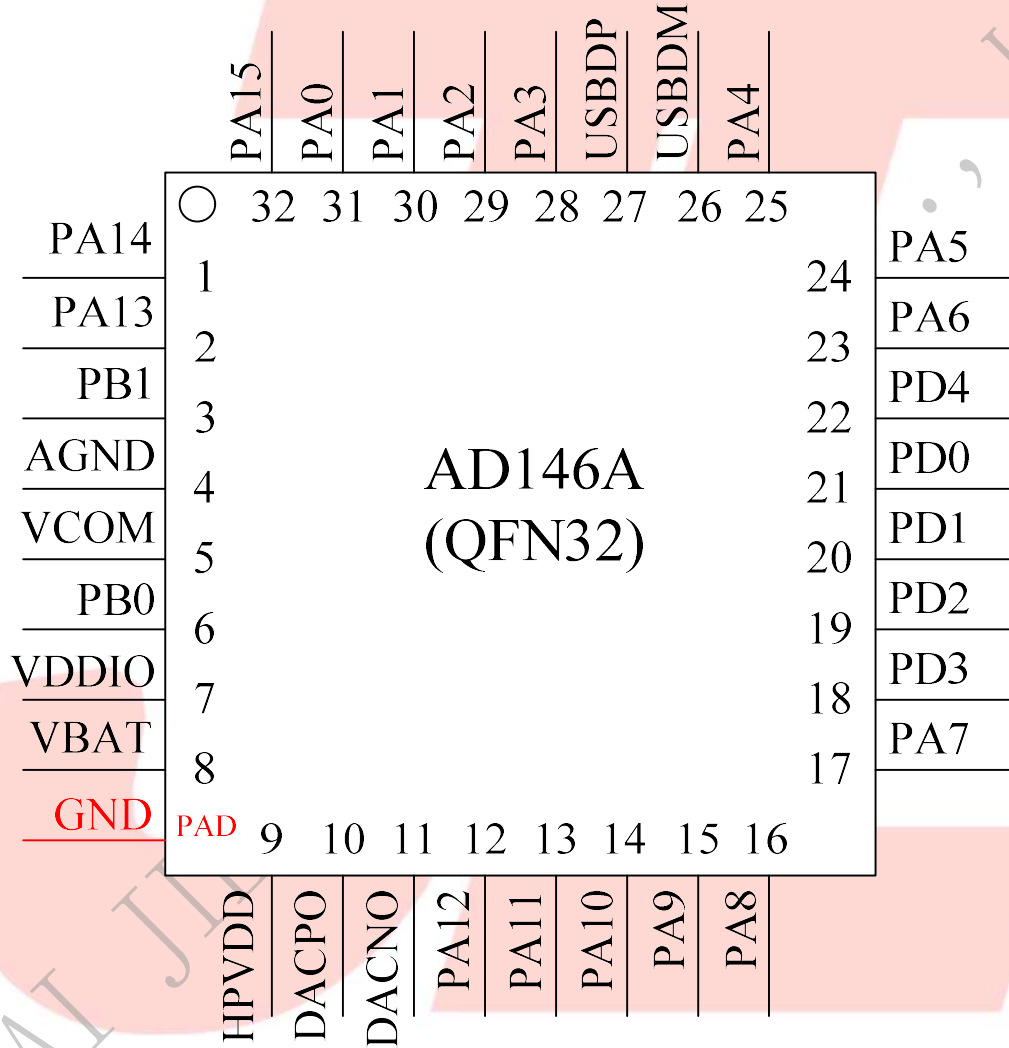 PA15 PA0 PA1 PA2 PA3 USBDP USBDM PA4
32 31 30 29 28 27 26 25
PA14 1
PA13 2
PB1 3
AGND 4
VCOM 5
PB0 6
VDDIO 7
VBAT 8
GND PAD
AD146A
(QFN32)
24 PA5
23 PA6
22 PD4
21 PD0
20 PD1
19 PD2
18 PD3
17 PA7
9 10 11 12 13 14 15 16
HPVDD DACPO DACNO PA12 PA11 PA10 PA9 PA8